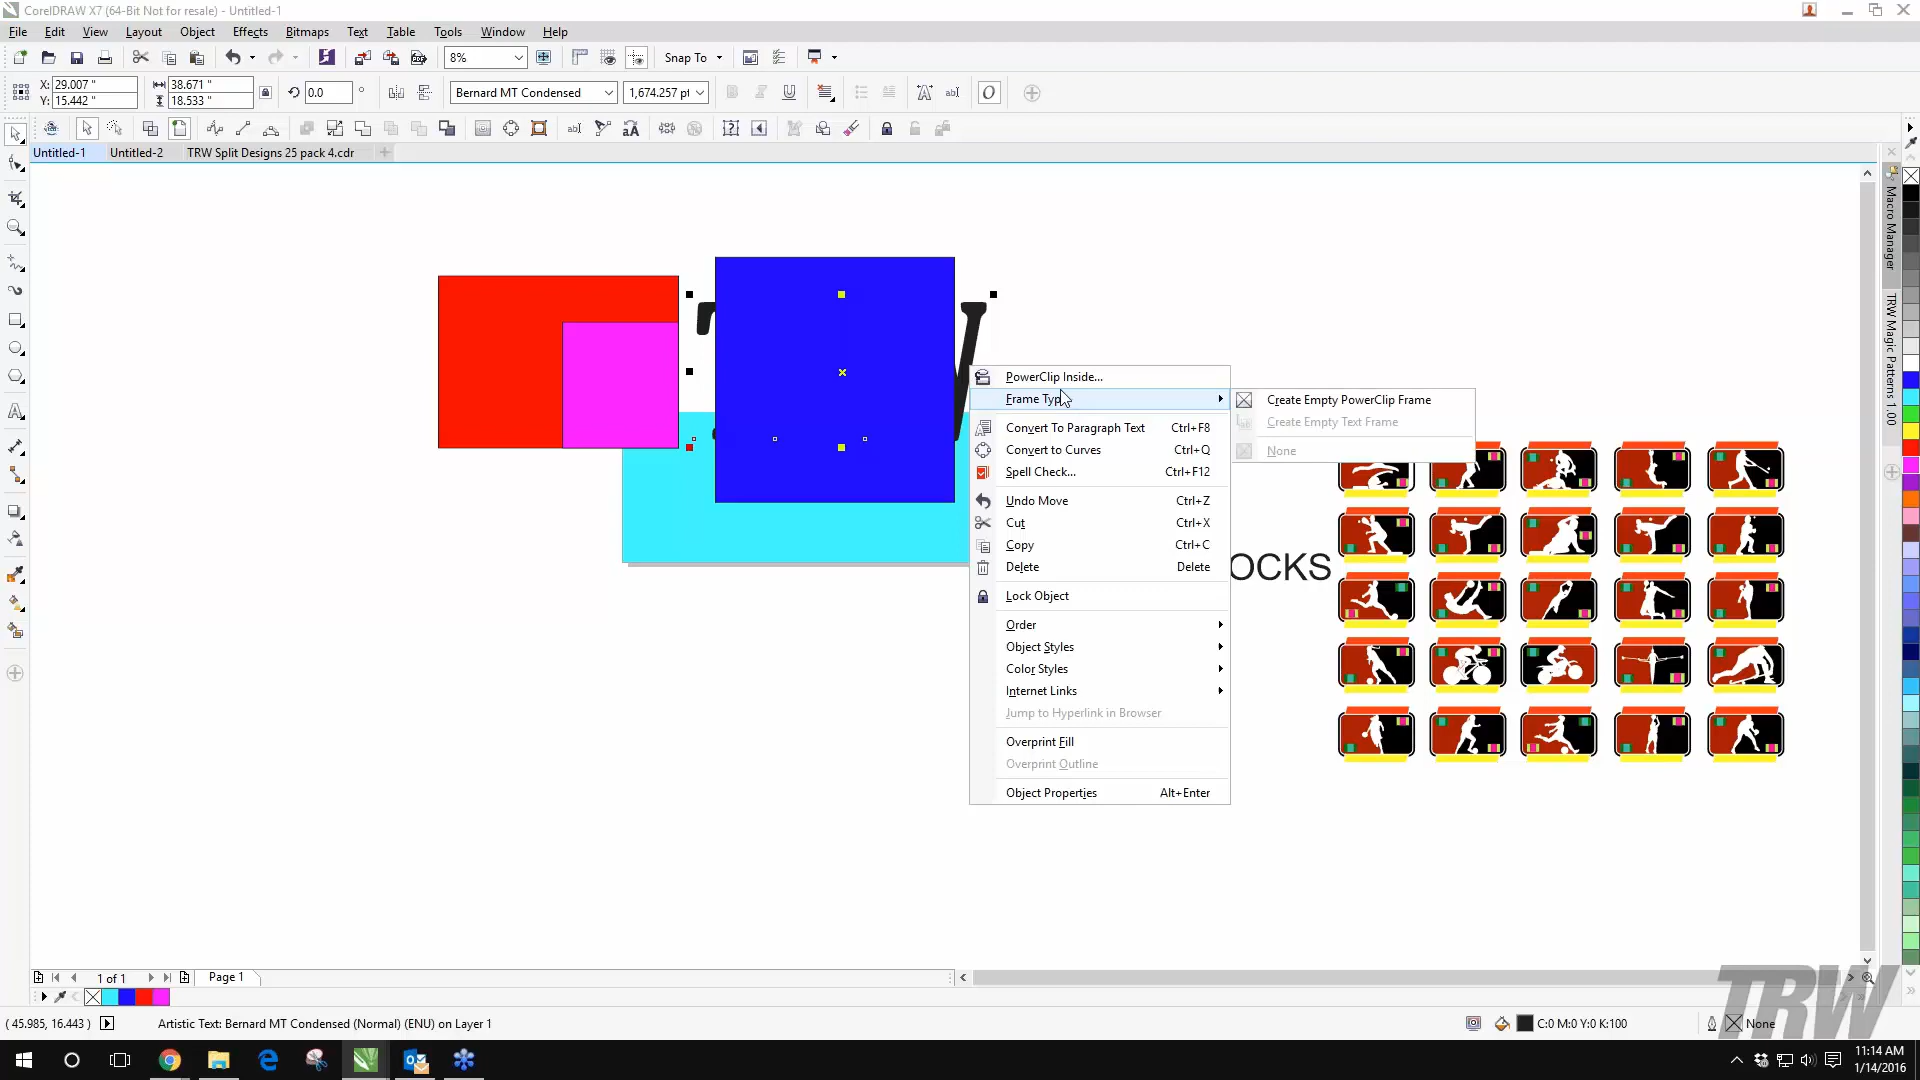 CorelDRAW X7 (64-Bit Not for resale) - Untitled-1
File Edit View Layout Object Effects Bitmaps Text Table Tools Window Help
8% Snap To
X: 29.007 " 38.671 " 0.0 ° Bernard MT Condensed 1,674.257 pt
Y: 15.442 " 18.533 "
Untitled-1 Untitled-2 TRW Split Designs 25 pack 4.cdr
Macro Manager
TRW Magic Patterns 1.00
PowerClip Inside...
Frame Typ
Create Empty PowerClip Frame
Create Empty Text Frame
None
Convert To Paragraph Text Ctrl+F8
Convert to Curves Ctrl+Q
Spell Check... Ctrl+F12
Undo Move Ctrl+Z
Cut Ctrl+X
Copy Ctrl+C
Delete Delete
Lock Object
Order
Object Styles
Color Styles
Internet Links
Jump to Hyperlink in Browser
Overprint Fill
Overprint Outline
Object Properties Alt+Enter
OCKS
1 of 1 Page 1
TRW
( 45.985, 16.443 ) Artistic Text: Bernard MT Condensed (Normal) (ENU) on Layer 1 C:0 M:0 Y:0 K:100 None
11:14 AM
1/14/2016